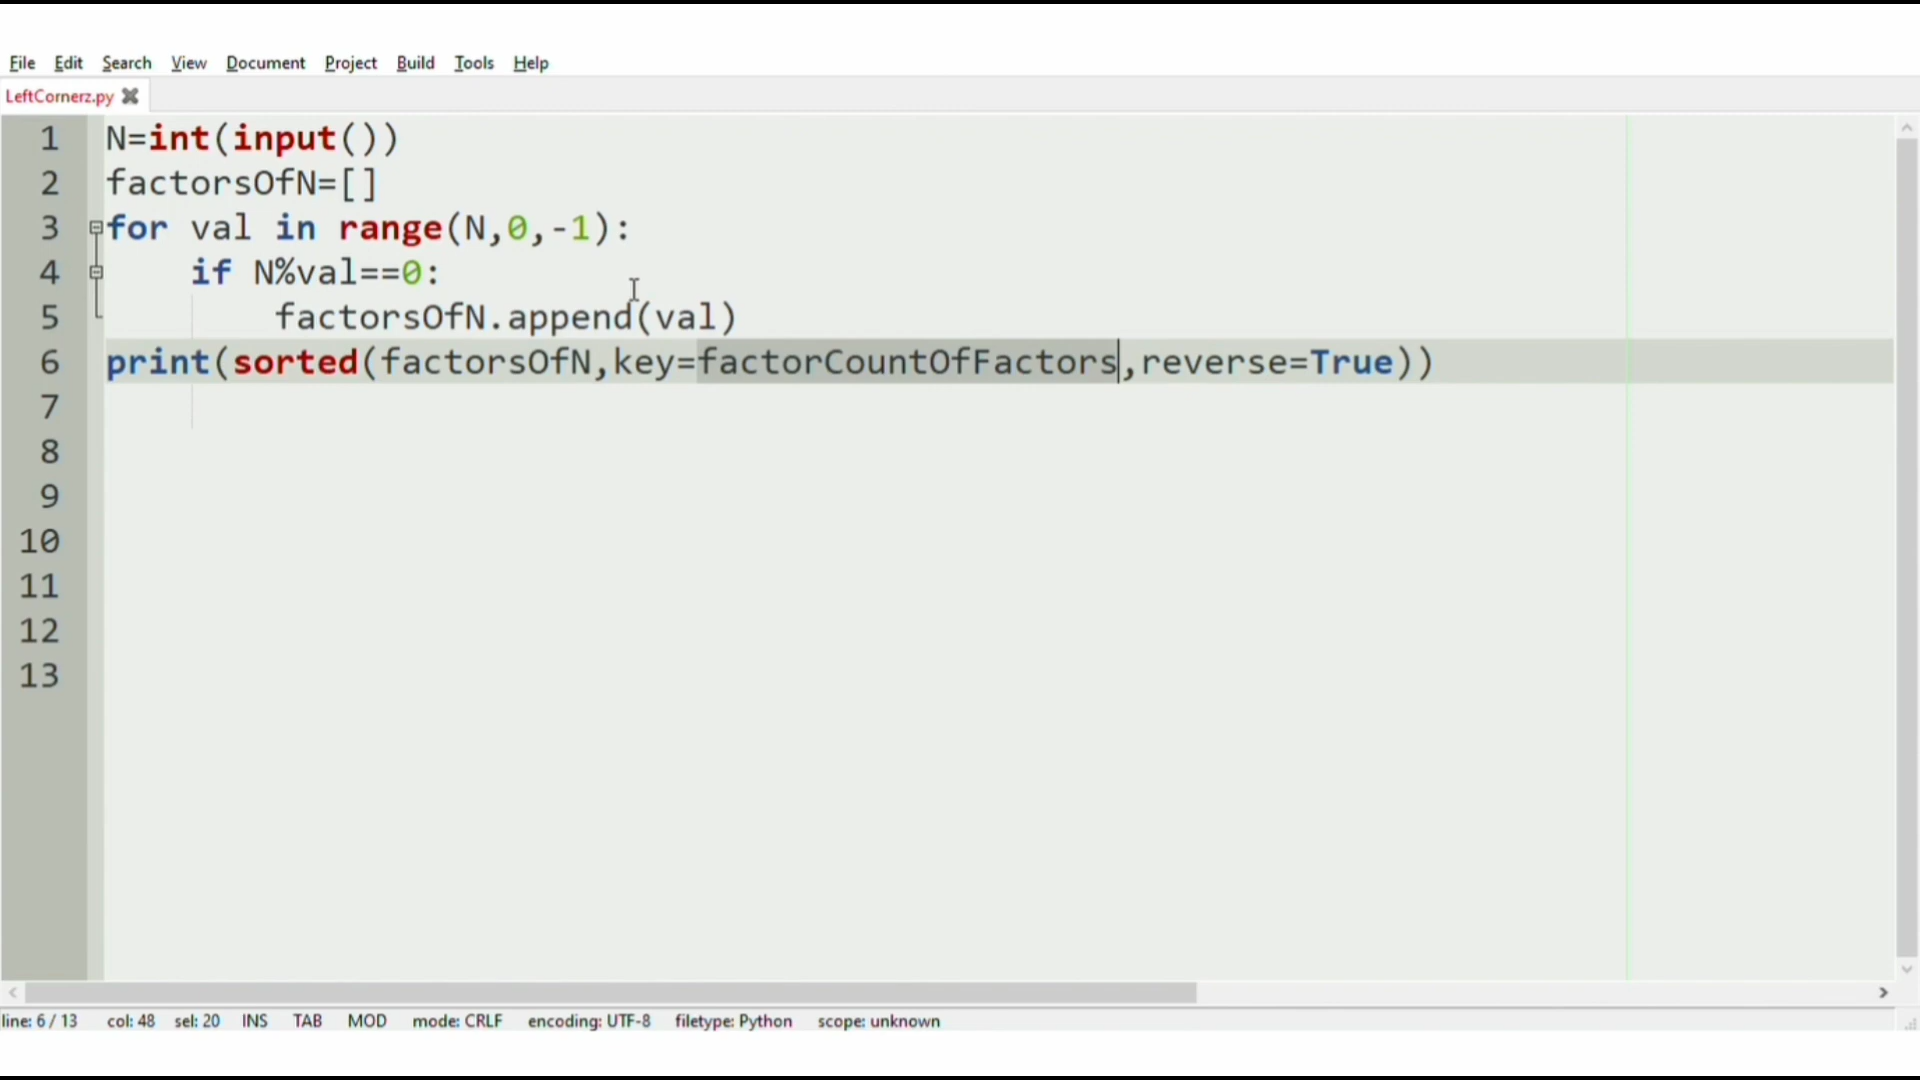 File Edit Search View Document Project Build Tools Help
LeftCornerz.py
1 N=int(input())
2 factorsOfN=[]
3 for val in range(N,0,-1):
4 if N%val==0:
5 factorsOfN.append(val)
6 print(sorted(factorsOfN,key=factorCountOfFactors,reverse=True))
7
8
9
10
11
12
13
line: 6 / 13 col: 48 sel: 20 INS TAB MOD mode: CRLF encoding: UTF-8 filetype: Python scope: unknown